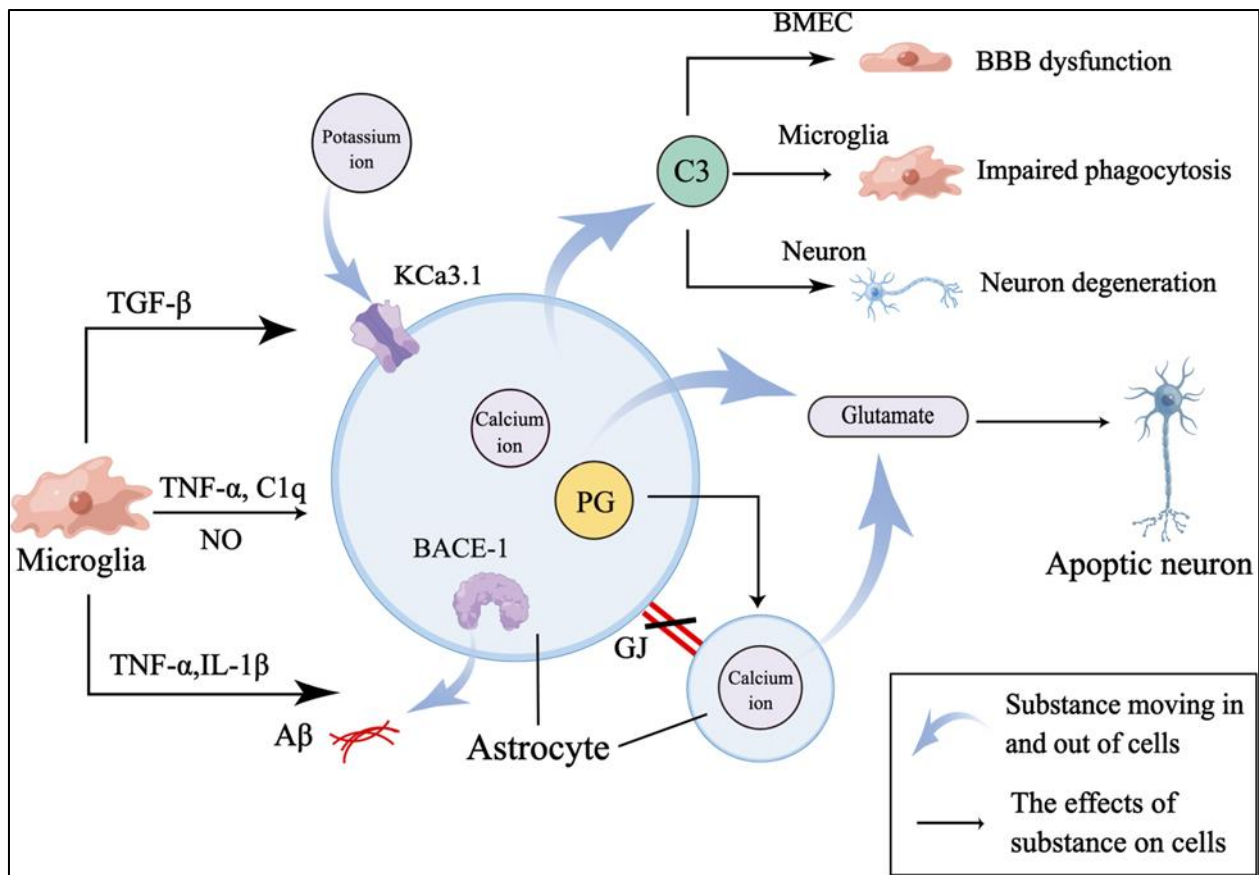 BMEC
BBB dysfunction
Potassium
ion
Microglia
C3
Impaired phagocytosis
KCa3.1
Neuron
Neuron degeneration
TGF-β
Calcium
ion
Glutamate
TNF-α, C1q
NO
PG
Microglia
BACE-1
Apoptic neuron
GJ
TNF-α,IL-1β
Calcium
ion
Aβ
Astrocyte
Substance moving in
and out of cells
The effects of
substance on cells